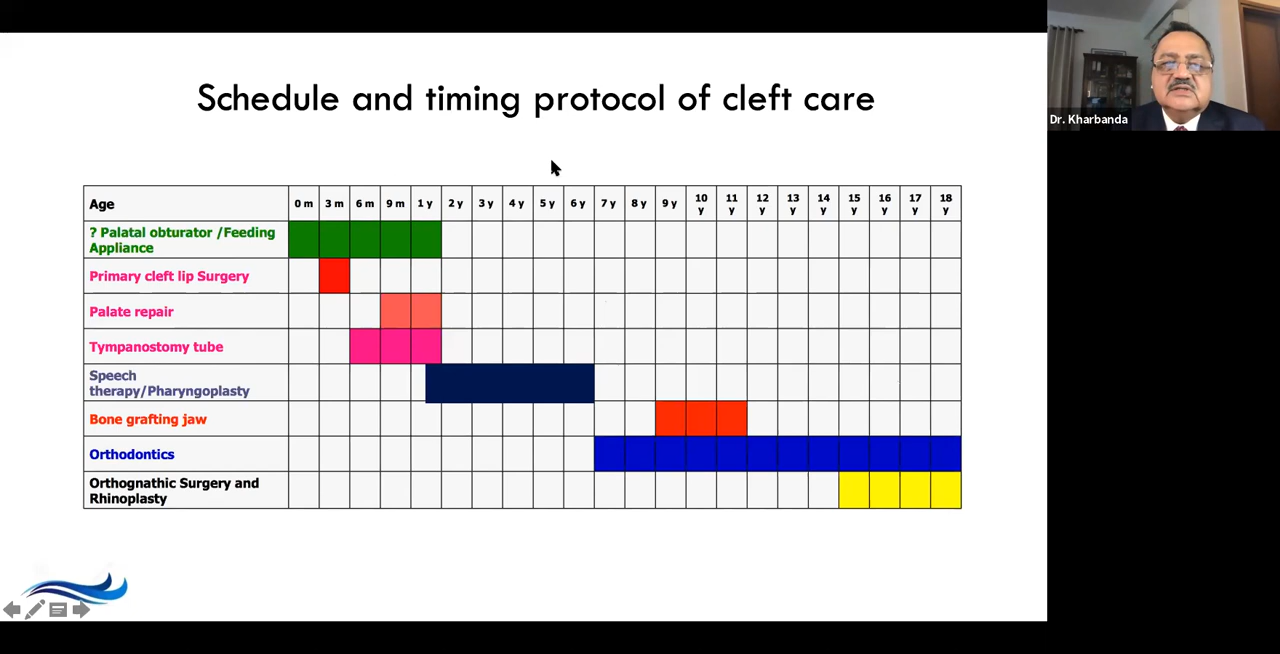 Schedule and timing protocol of cleft care
Dr. Kharbanda
Age 0 m 3 m 6 m 9 m 1 y 2 y 3 y 4 y 5 y 6 y 7 y 8 y 9 y 10 y 11 y 12 y 13 y 14 y 15 y 16 y 17 y 18 y
? Palatal obturator /Feeding
Appliance
Primary cleft lip Surgery
Palate repair
Tympanostomy tube
Speech
therapy/Pharyngoplasty
Bone grafting jaw
Orthodontics
Orthognathic Surgery and
Rhinoplasty